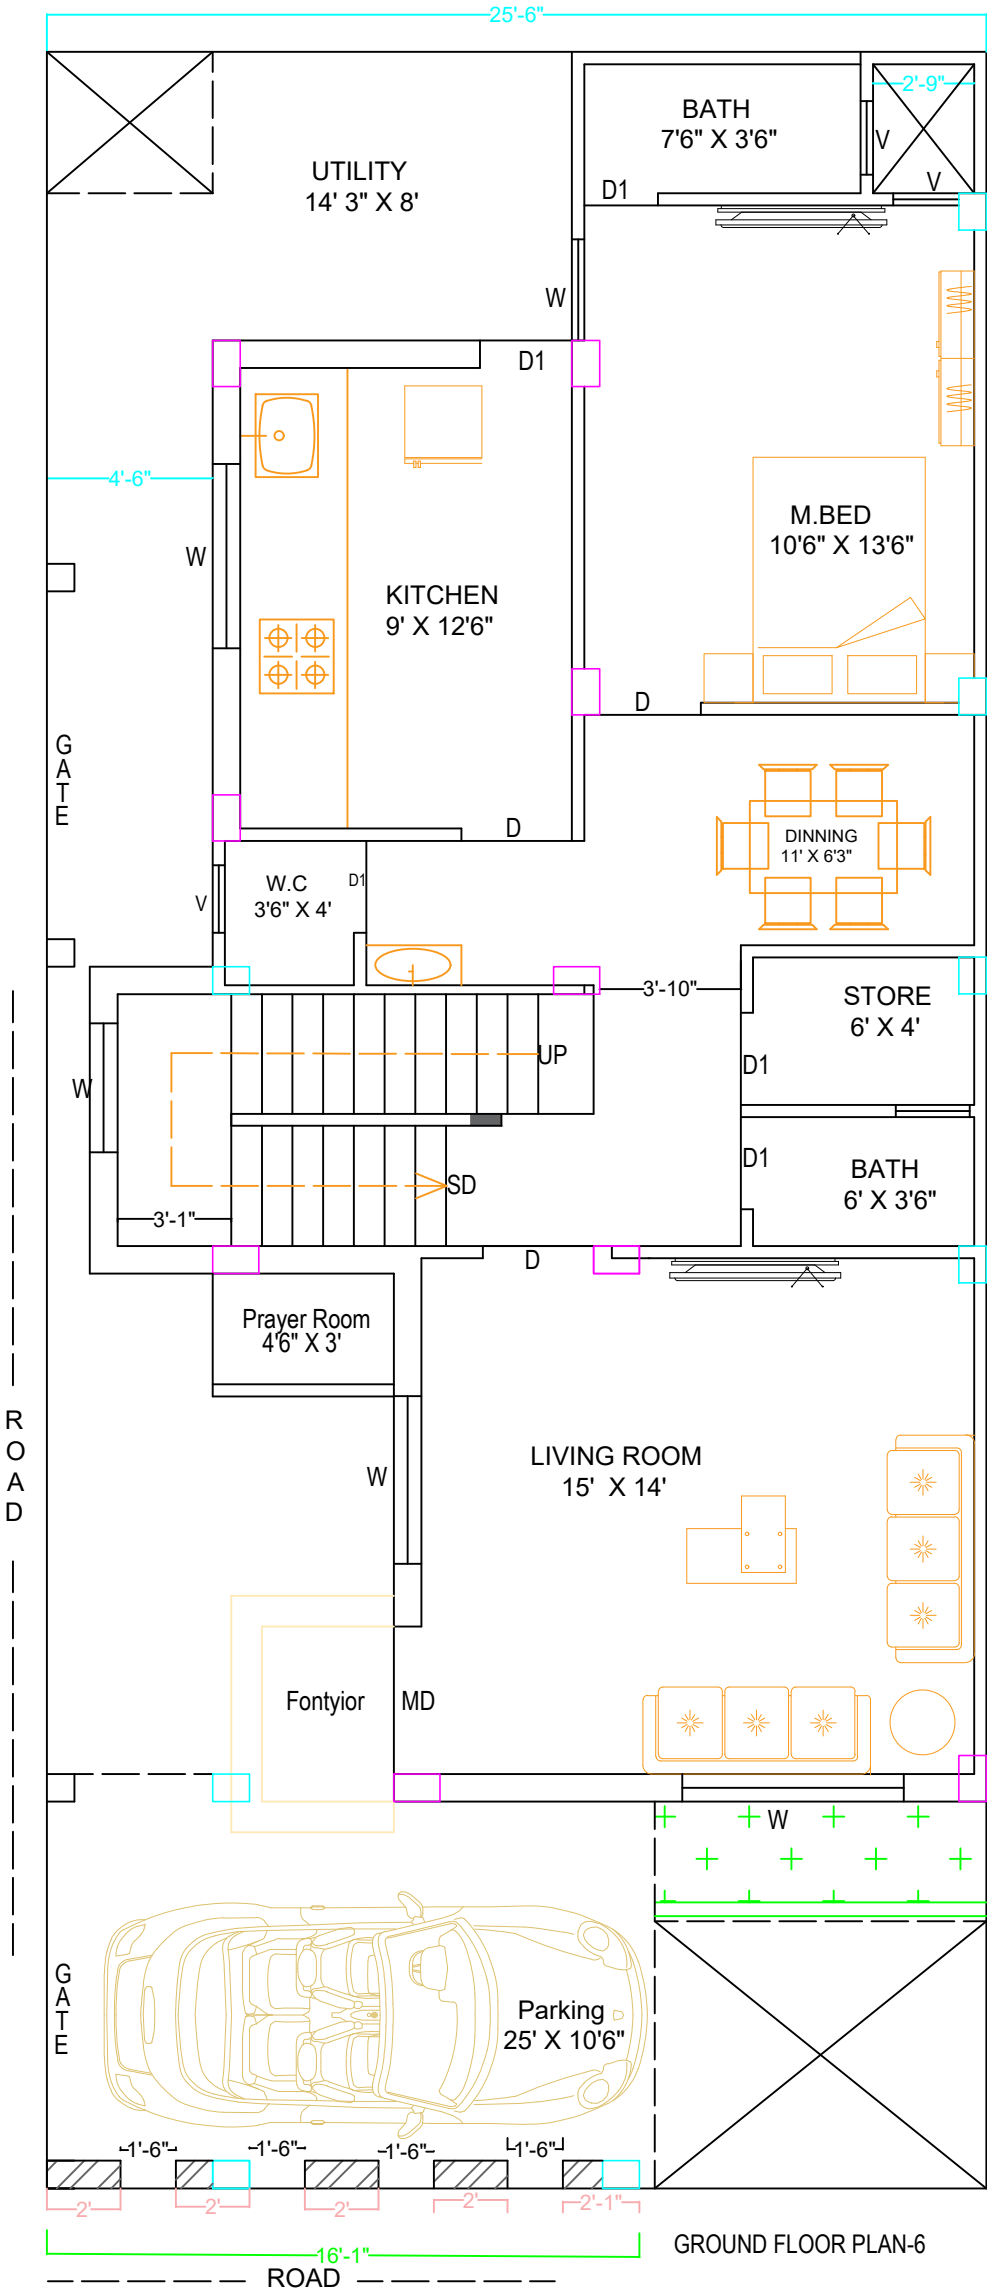 25'-6"
2'-9"
BATH
7'6" X 3'6"
V
V
UTILITY
14' 3" X 8'
D1
W
D1
4'-6"
W
M.BED
10'6" X 13'6"
KITCHEN
9' X 12'6"
D
GATE
D
DINNING
11' X 6'3"
W.C
3'6" X 4'
D1
V
3'-10"
STORE
6' X 4'
UP
D1
W
D1
BATH
6' X 3'6"
SD
3'-1"
D
Prayer Room
4'6" X 3'
ROAD
LIVING ROOM
15' X 14'
W
Fontyior
MD
W
GATE
Parking
25' X 10'6"
1'-6"
1'-6"
1'-6"
1'-6"
2'
2'
2'
2'
2'-1"
16'-1"
GROUND FLOOR PLAN-6
ROAD